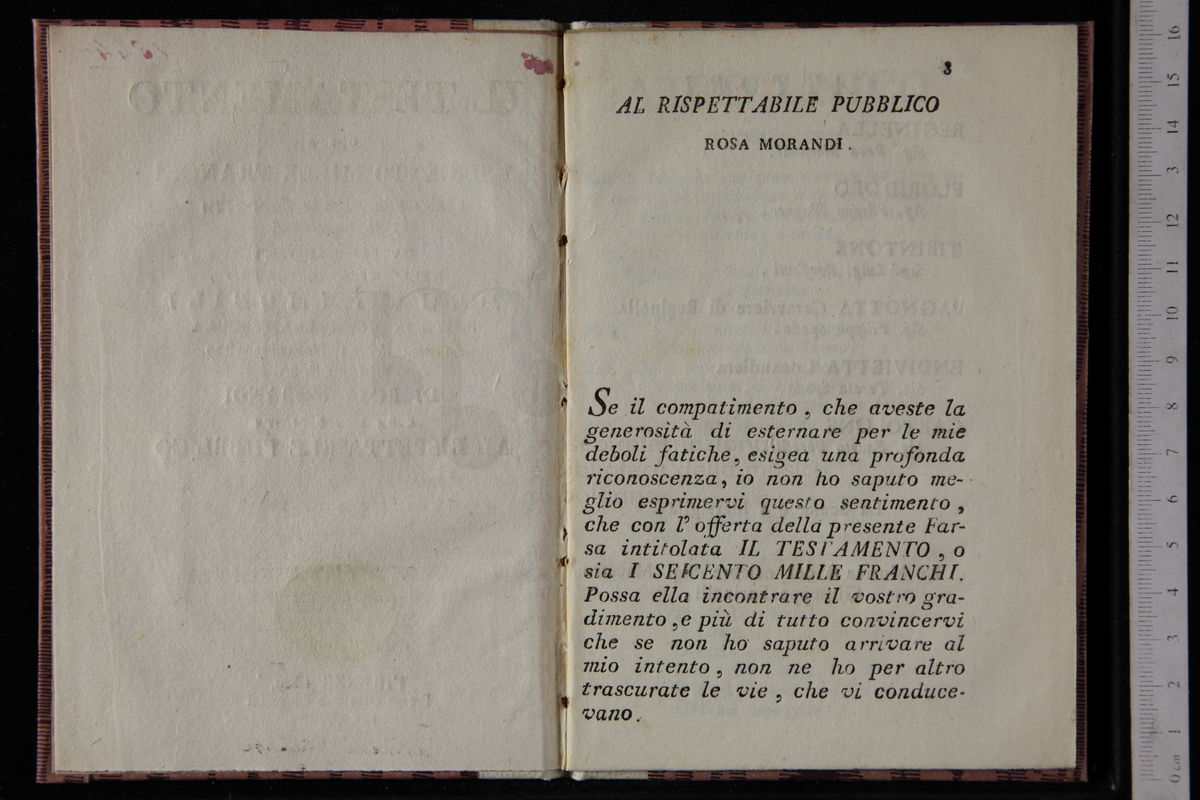 3
AL RISPETTABILE PUBBLICO
ROSA MORANDI.
Se il compatimento, che aveste la
generosità di esternare per le mie
deboli fatiche, esigea una profonda
riconoscenza, io non ho saputo me-
glio esprimervi questo sentimento,
che con l'offerta della presente Far-
sa intitolata IL TESTAMENTO, o
sia I SEICENTO MILLE FRANCHI.
Possa ella incontrare il vostro gra-
dimento, e più di tutto convincervi
che se non ho saputo arrivare al
mio intento, non ne ho per altro
trascurate le vie, che vi conduce-
vano.